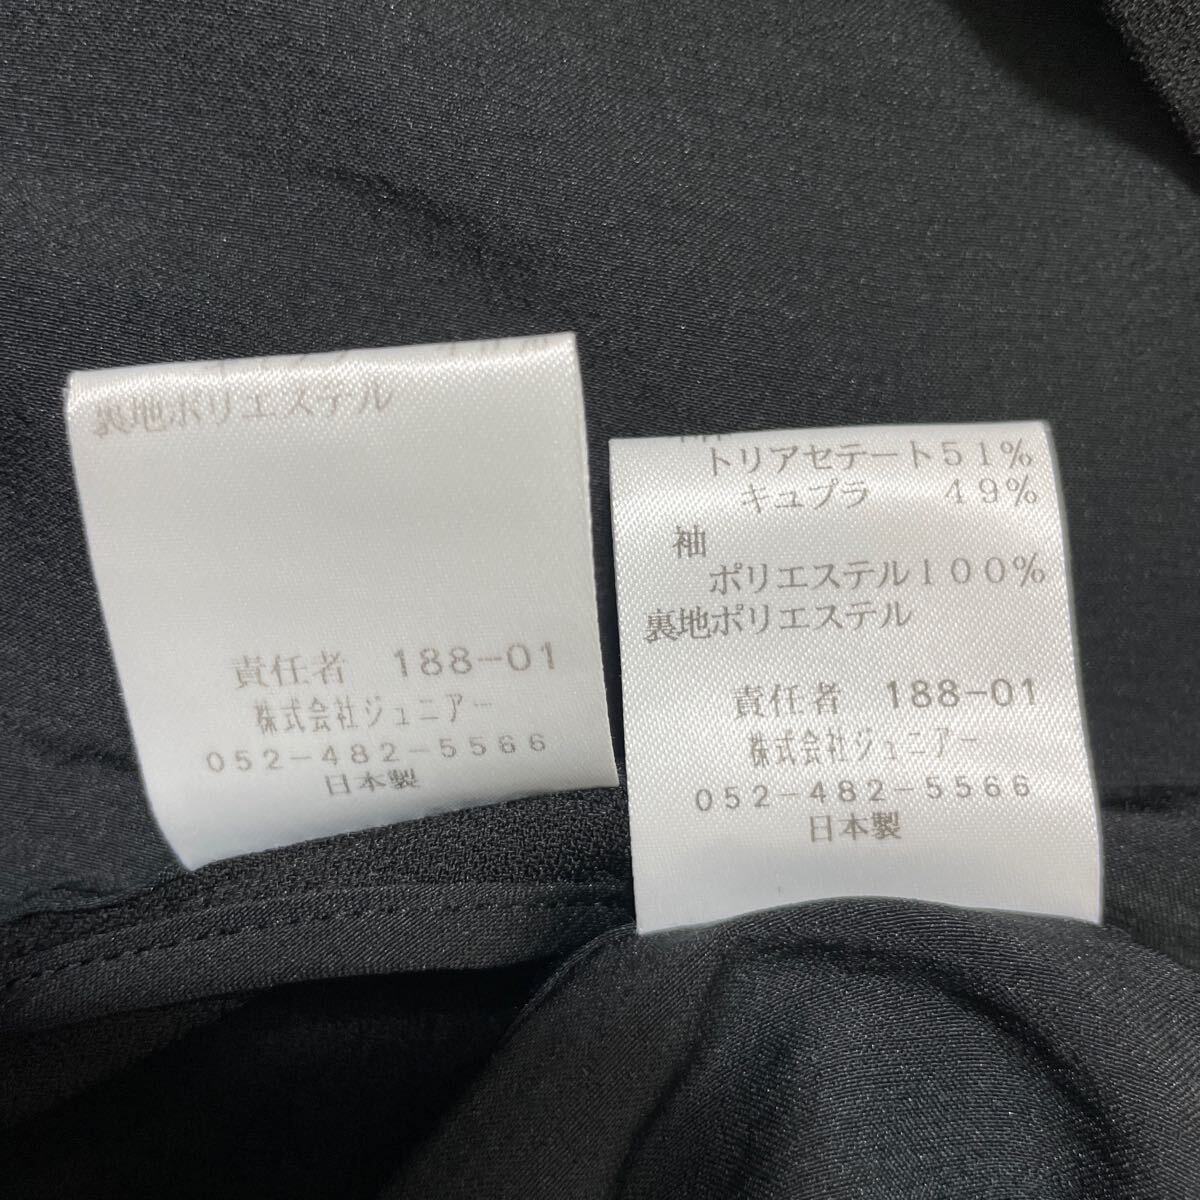 裏地ポリエステル
責任者 188-01
株式会社ジュニアー
052-482-5566
日本製
トリアセテート51%
キュプラ 49%
袖
ポリエステル100%
裏地ポリエステル
責任者 188-01
株式会社ジュニアー
052-482-5566
日本製